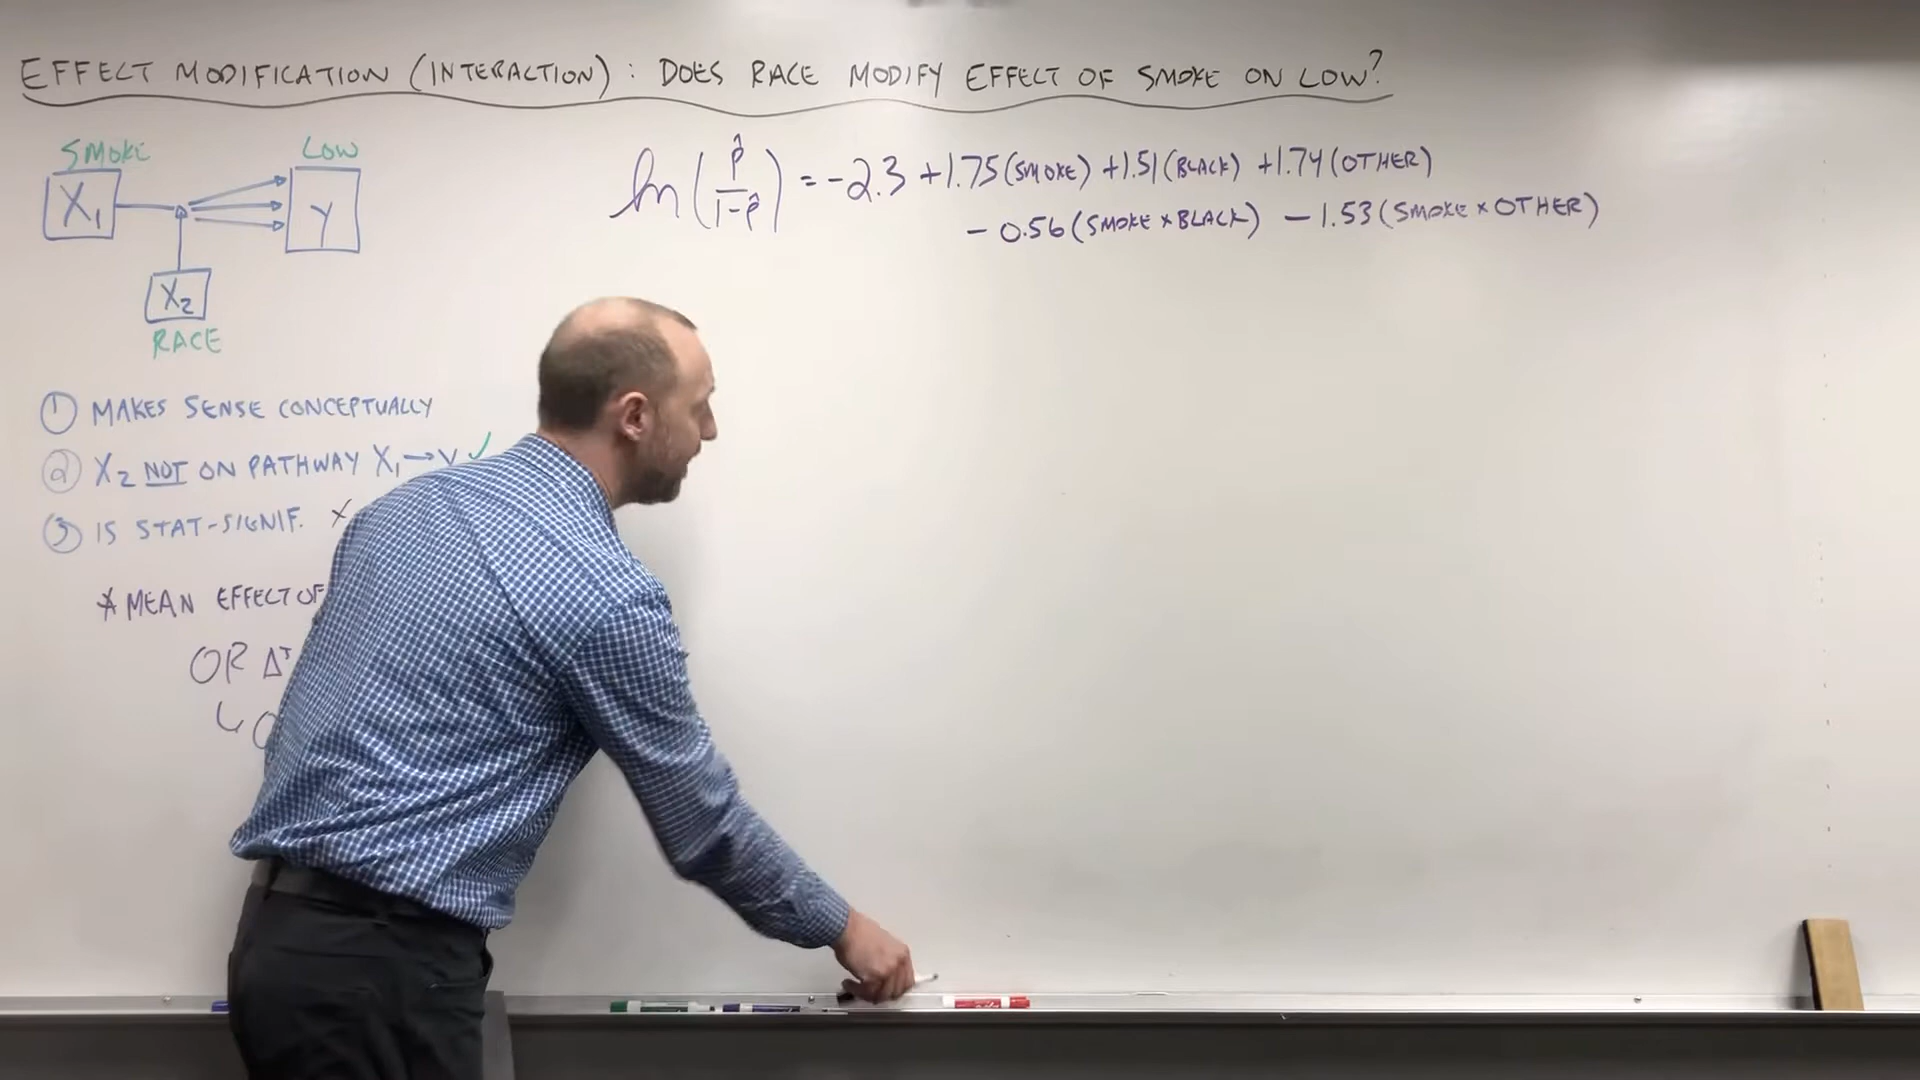 EFFECT MODIFICATION (INTERACTION) : DOES RACE MODIFY EFFECT OF SMOKE ON LOW?
SMOKE
LOW
X₁
Y
X₂
RACE
ln(p̂/1-p̂) = -2.3 +1.75(SMOKE) +1.51(BLACK) +1.74(OTHER)
- 0.56(SMOKE×BLACK) - 1.53(SMOKE×OTHER)
① MAKES SENSE CONCEPTUALLY
② X₂ NOT ON PATHWAY X₁→Y ✓
③ IS STAT-SIGNIF. X
* MEAN EFFECT OF
OR